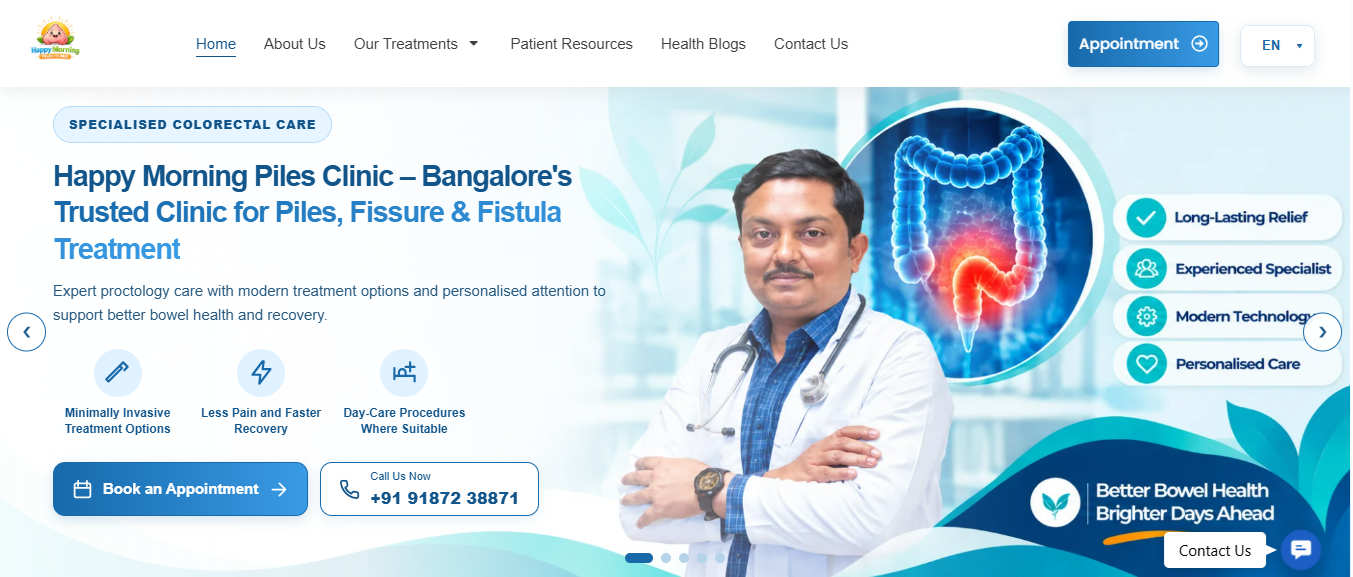 Happy Morning
Home
About Us
Our Treatments
Patient Resources
Health Blogs
Contact Us
Appointment
EN
SPECIALISED COLORECTAL CARE
Happy Morning Piles Clinic – Bangalore's
Trusted Clinic for Piles, Fissure & Fistula
Treatment
Expert proctology care with modern treatment options and personalised attention to
support better bowel health and recovery.
Minimally Invasive
Treatment Options
Less Pain and Faster
Recovery
Day-Care Procedures
Where Suitable
Book an Appointment
Call Us Now
+91 91872 38871
Long-Lasting Relief
Experienced Specialist
Modern Technology
Personalised Care
Better Bowel Health
Brighter Days Ahead
Contact Us